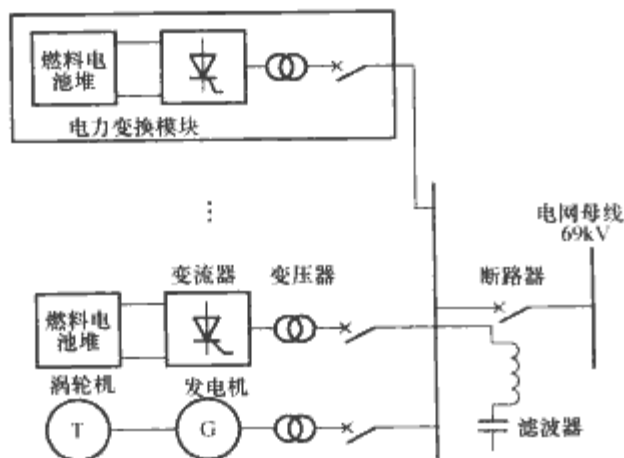 燃料电
池堆
电力变换模块
⋮
电网母线
69kV
变流器
变压器
断路器
燃料电
池堆
涡轮机
发电机
T
G
滤波器